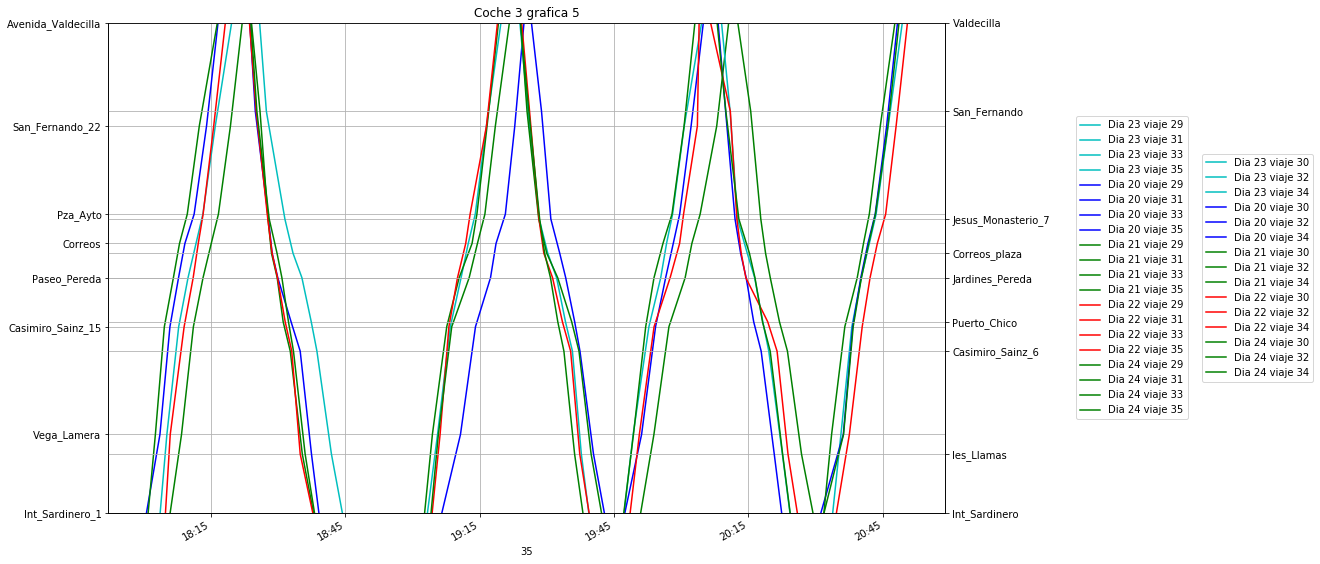 Coche 3 grafica 5
Avenida_Valdecilla
San_Fernando_22
Pza_Ayto
Correos
Paseo_Pereda
Casimiro_Sainz_15
Vega_Lamera
Int_Sardinero_1
Valdecilla
San_Fernando
Jesus_Monasterio_7
Correos_plaza
Jardines_Pereda
Puerto_Chico
Casimiro_Sainz_6
Ies_Llamas
Int_Sardinero
18:15
18:45
19:15
19:45
20:15
20:45
35
Dia 23 viaje 29
Dia 23 viaje 31
Dia 23 viaje 33
Dia 23 viaje 35
Dia 20 viaje 29
Dia 20 viaje 31
Dia 20 viaje 33
Dia 20 viaje 35
Dia 21 viaje 29
Dia 21 viaje 31
Dia 21 viaje 33
Dia 21 viaje 35
Dia 22 viaje 29
Dia 22 viaje 31
Dia 22 viaje 33
Dia 22 viaje 35
Dia 24 viaje 29
Dia 24 viaje 31
Dia 24 viaje 33
Dia 24 viaje 35
Dia 23 viaje 30
Dia 23 viaje 32
Dia 23 viaje 34
Dia 20 viaje 30
Dia 20 viaje 32
Dia 20 viaje 34
Dia 21 viaje 30
Dia 21 viaje 32
Dia 21 viaje 34
Dia 22 viaje 30
Dia 22 viaje 32
Dia 22 viaje 34
Dia 24 viaje 30
Dia 24 viaje 32
Dia 24 viaje 34